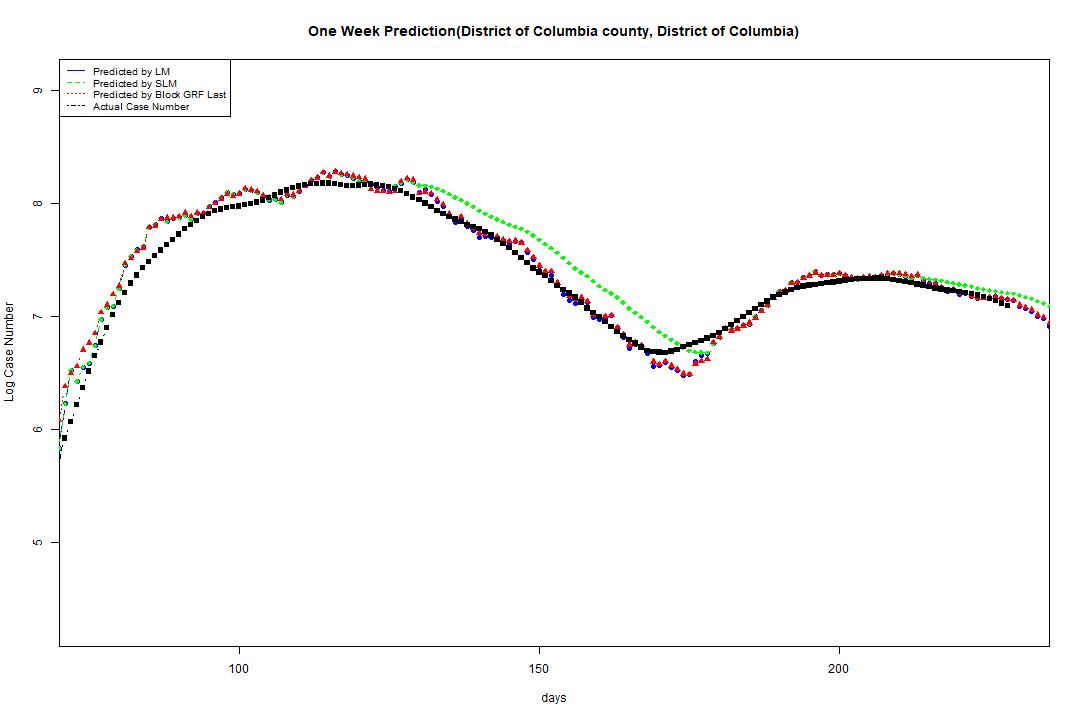 One Week Prediction(District of Columbia county, District of Columbia)
Predicted by LM
Predicted by SLM
Predicted by Block GRF Last
Actual Case Number
9
8
7
6
5
Log Case Number
100
150
200
days